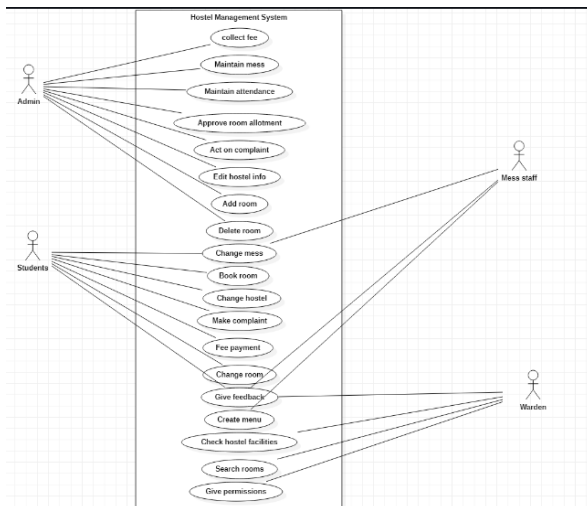 Hostel Management System
collect fee
Maintain mess
Admin
Maintain attendance
Approve room allotment
Act on complaint
Mess staff
Edit hostel info
Add room
Delete room
Students
Change mess
Book room
Change hostel
Make complaint
Fee payment
Change room
Give feedback
Warden
Create menu
Check hostel facilities
Search rooms
Give permissions